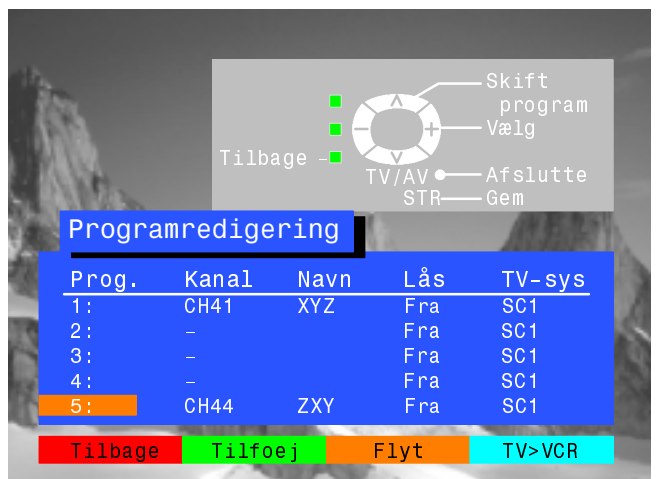 Skift
program
Vælg
Tilbage
TV/AV Afslutte
STR Gem
Programredigering
Prog. Kanal Navn Lås TV-sys
1: CH41 XYZ Fra SC1
2: – Fra SC1
3: – Fra SC1
4: – Fra SC1
5: CH44 ZXY Fra SC1
Tilbage Tilfoej Flyt TV>VCR